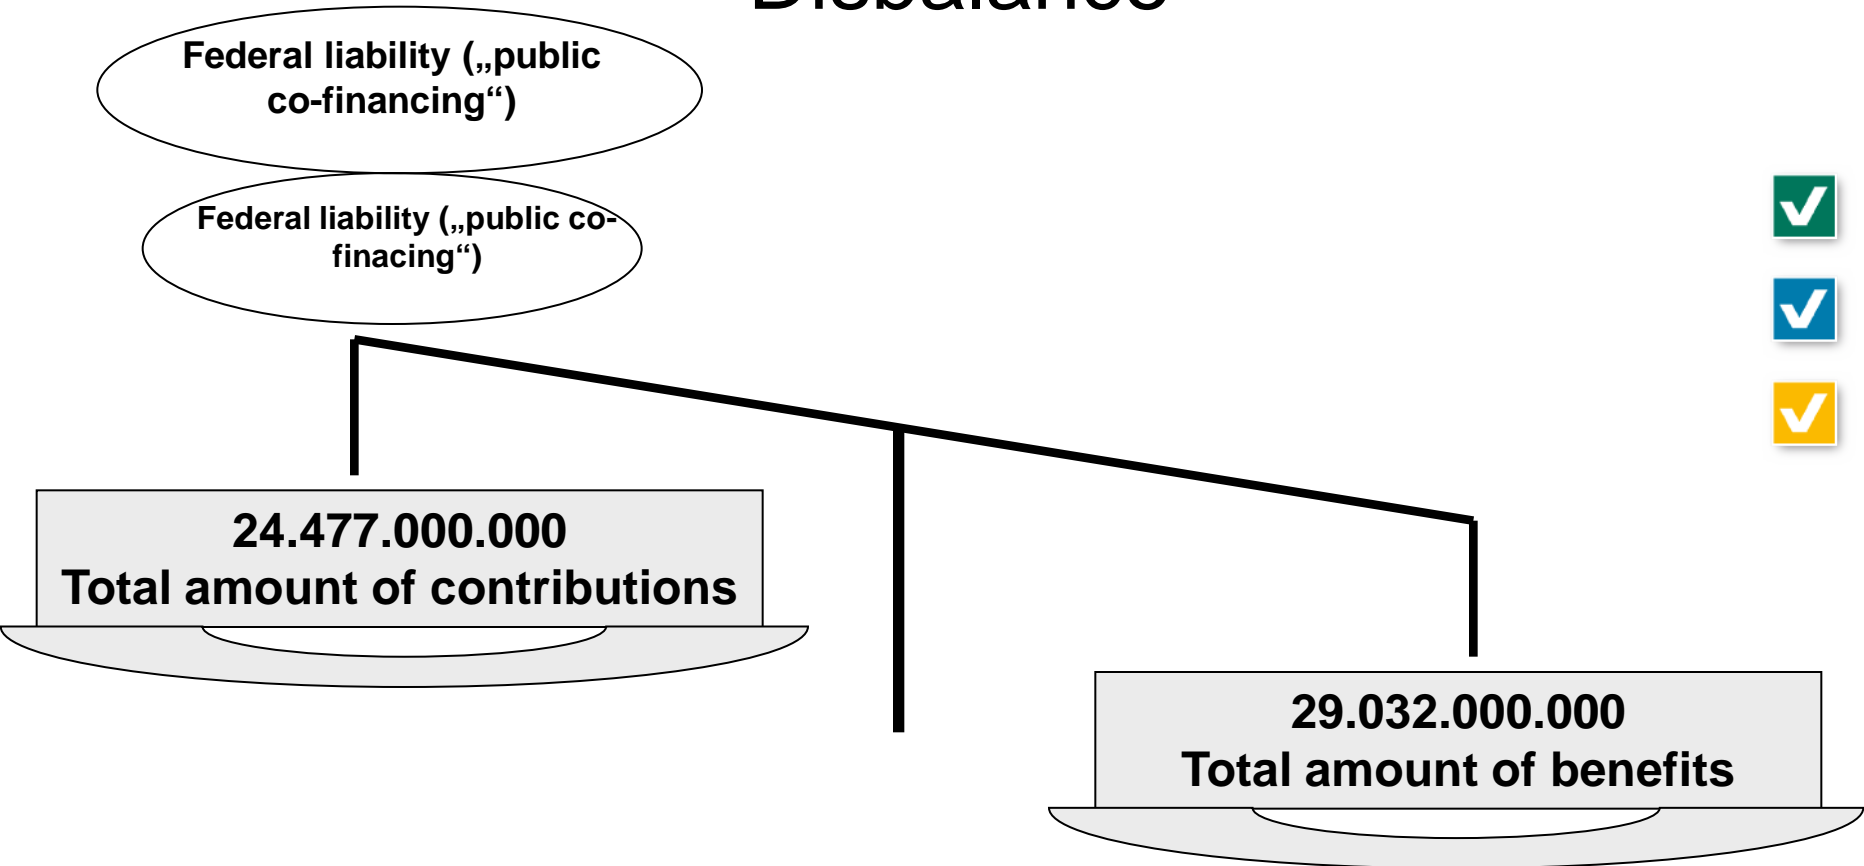 Disbalance
Federal liability („public
co-financing“)
Federal liability („public co-
finacing“)
24.477.000.000
Total amount of contributions
29.032.000.000
Total amount of benefits